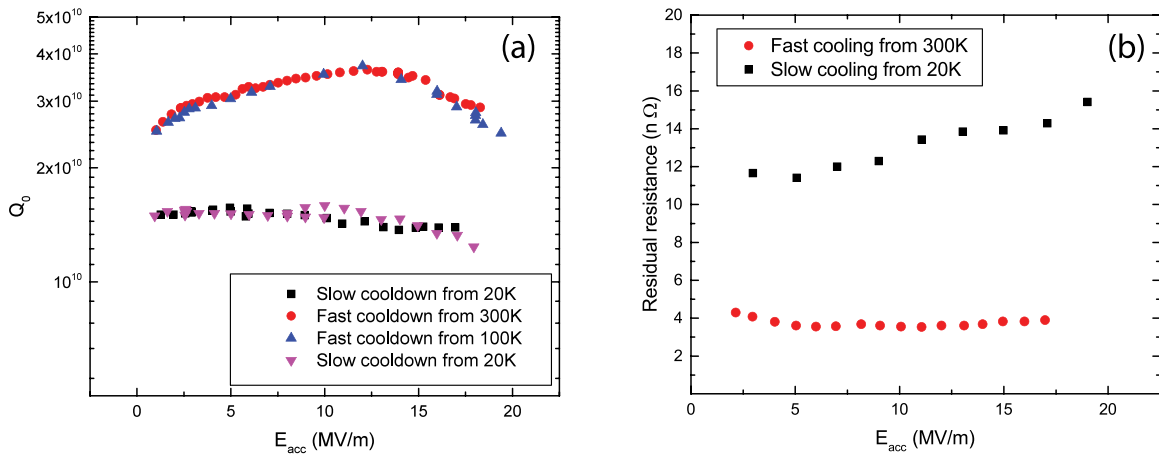 (a)
5x10^10
4x10^10
3x10^10
2x10^10
10^10
Q_0
0 5 10 15 20
E_acc (MV/m)
Slow cooldown from 20K
Fast cooldown from 300K
Fast cooldown from 100K
Slow cooldown from 20K
(b)
20
18
16
14
12
10
8
6
4
2
Residual resistance (n Ω)
0 5 10 15 20
E_acc (MV/m)
Fast cooling from 300K
Slow cooling from 20K